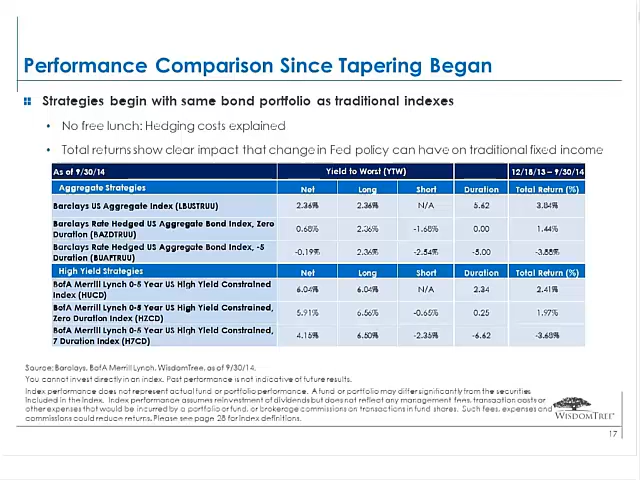 Performance Comparison Since Tapering Began
Strategies begin with same bond portfolio as traditional indexes
• No free lunch: Hedging costs explained
• Total returns show clear impact that change in Fed policy can have on traditional fixed income
As of 9/30/14 Yield to Worst (YTW) 12/18/13 – 9/30/14
Aggregate Strategies Net Long Short Duration Total Return (%)
Barclays US Aggregate Index (LBUSTRUU) 2.36% 2.36% N/A 5.62 3.84%
Barclays Rate Hedged US Aggregate Bond Index, Zero
Duration (BAZDTRUU) 0.68% 2.36% -1.68% 0.00 1.44%
Barclays Rate Hedged US Aggregate Bond Index, -5
Duration (BUAFTRUU) -0.19% 2.36% -2.54% -5.00 -3.88%
High Yield Strategies Net Long Short Duration Total Return (%)
BofA Merrill Lynch 0-5 Year US High Yield Constrained
Index (HUCD) 6.04% 6.04% N/A 2.34 2.41%
BofA Merrill Lynch 0-5 Year US High Yield Constrained,
Zero Duration Index (HZCD) 5.91% 6.56% -0.65% 0.25 1.97%
BofA Merrill Lynch 0-5 Year US High Yield Constrained,
7 Duration Index (H7CD) 4.15% 6.50% -2.35% -6.62 -3.68%
Source: Barclays, BofA Merrill Lynch, WisdomTree, as of 9/30/14.
You cannot invest directly in an index. Past performance is not indicative of future results.
Index performance does not represent actual fund or portfolio performance. A fund or portfolio may differ significantly from the securities
included in the index. Index performance assumes reinvestment of dividends but does not reflect any management fees, transaction costs or
other expenses that would be incurred by a portfolio or fund, or brokerage commissions on transactions in fund shares. Such fees, expenses and
commissions could reduce returns. Please see page 28 for index definitions.
WISDOMTREE
17